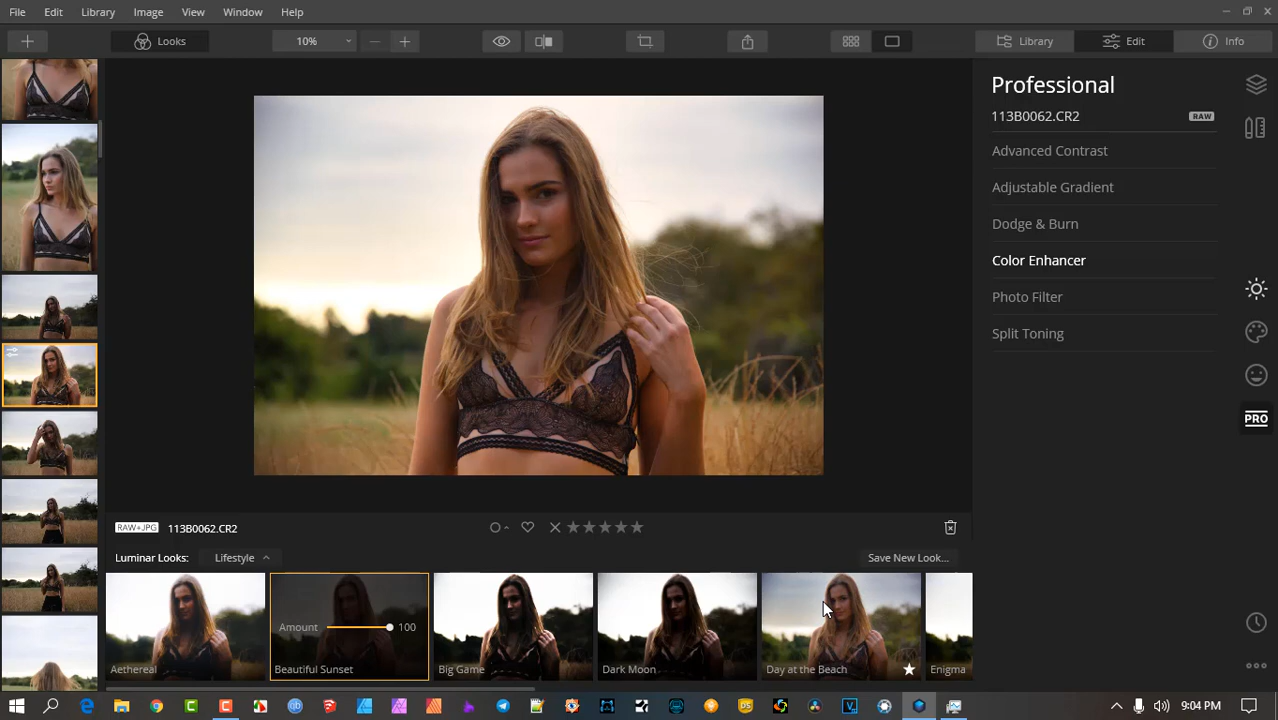 File Edit Library Image View Window Help
Looks 10% Library Edit Info
Professional
113B0062.CR2 RAW
Advanced Contrast
Adjustable Gradient
Dodge & Burn
Color Enhancer
Photo Filter
Split Toning
PRO
RAW+JPG 113B0062.CR2
Luminar Looks: Lifestyle Save New Look...
Amount 100
Aethereal Beautiful Sunset Big Game Dark Moon Day at the Beach Enigma
9:04 PM